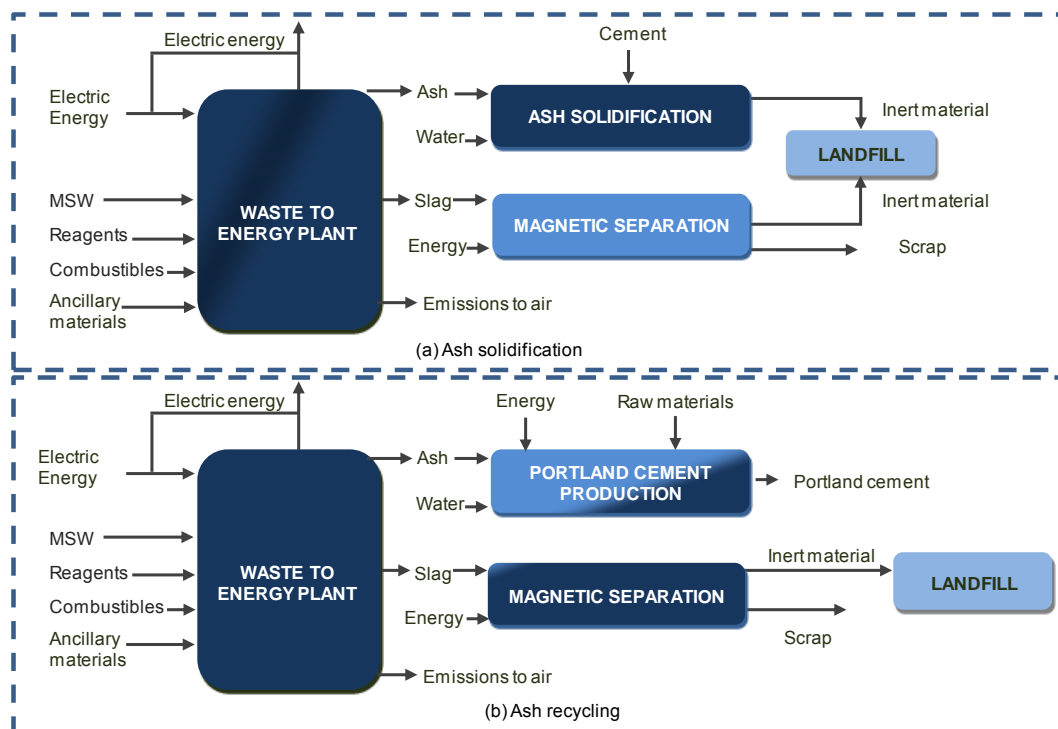 Electric energy
Cement
Electric
Energy
Ash
ASH SOLIDIFICATION
Inert material
Water
LANDFILL
MSW
WASTE TO
ENERGY PLANT
Slag
MAGNETIC SEPARATION
Inert material
Reagents
Energy
Scrap
Combustibles
Ancillary
materials
Emissions to air
(a) Ash solidification
Electric energy
Energy
Raw materials
Electric
Energy
Ash
PORTLAND CEMENT
PRODUCTION
Portland cement
Water
MSW
Inert material
Reagents
WASTE TO
ENERGY PLANT
Slag
MAGNETIC SEPARATION
LANDFILL
Combustibles
Energy
Scrap
Ancillary
materials
Emissions to air
(b) Ash recycling